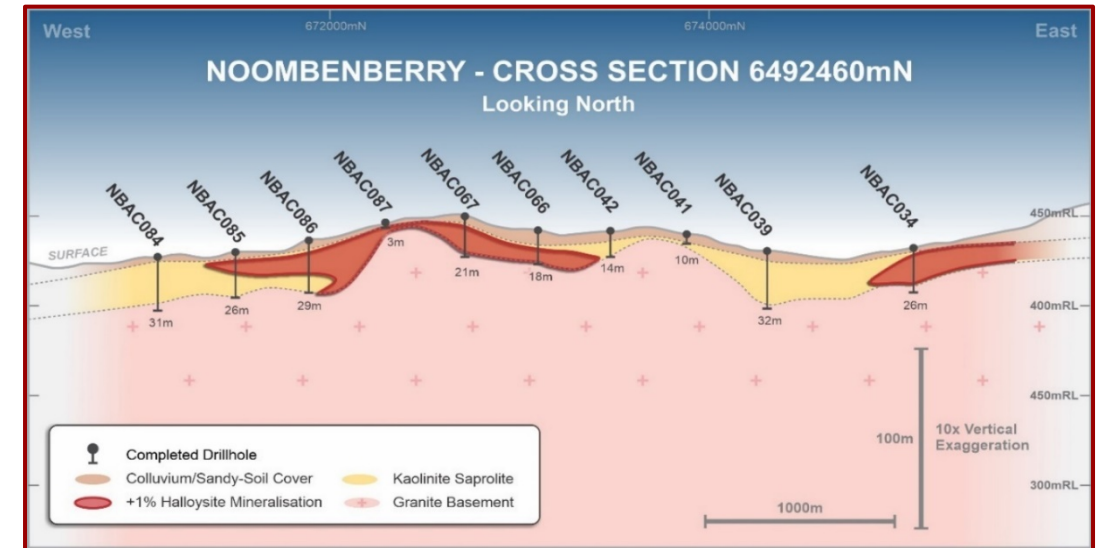 West
672000mN
674000mN
East
NOOMBENBERRY - CROSS SECTION 6492460mN
Looking North
NBAC084
NBAC085
NBAC086
NBAC087
NBAC067
NBAC066
NBAC042
NBAC041
NBAC039
NBAC034
SURFACE
31m
26m
29m
3m
21m
18m
14m
10m
32m
26m
450mRL
400mRL
450mRL
300mRL
100m
10x Vertical
Exaggeration
1000m
Completed Drillhole
Colluvium/Sandy-Soil Cover
+1% Halloysite Mineralisation
Kaolinite Saprolite
Granite Basement